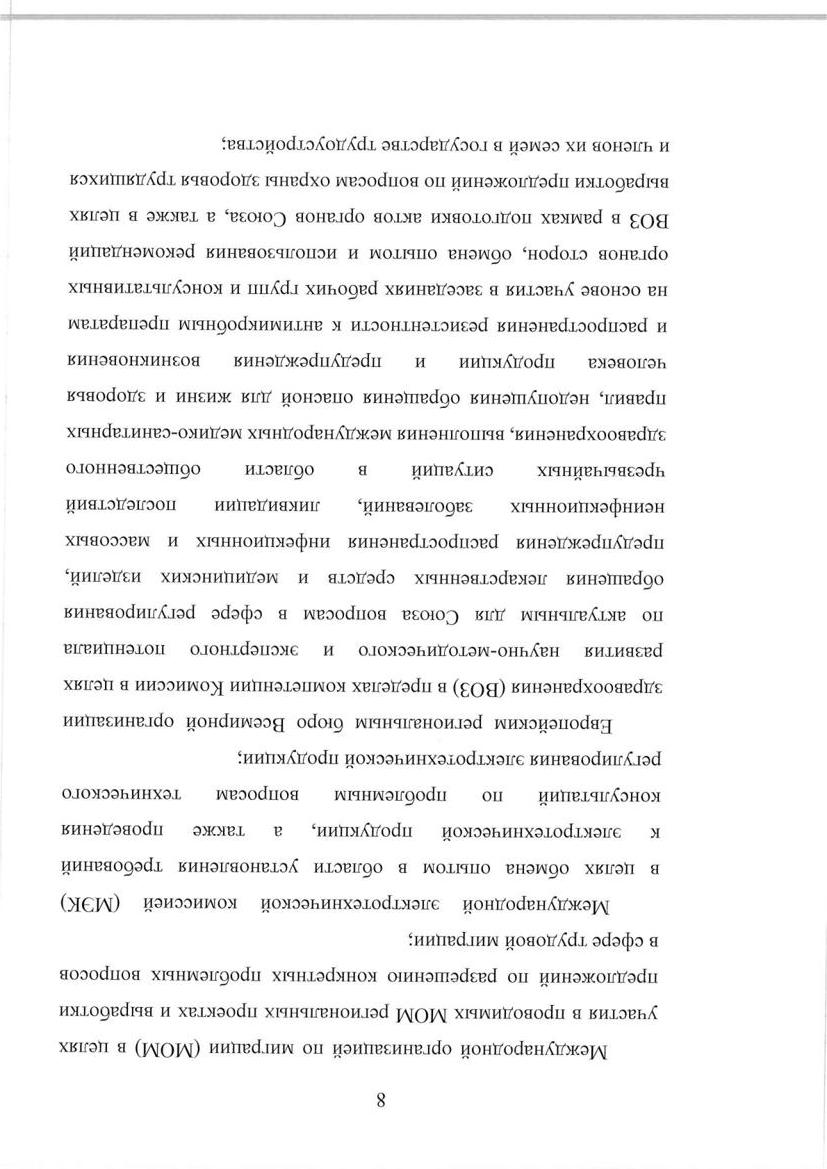 8
Международной организацией по миграции (МОМ) в целях
участия в проводимых МОМ региональных проектах и выработки
предложений по разрешению конкретных проблемных вопросов
в сфере трудовой миграции;
Международной электротехнической комиссией (МЭК)
в целях обмена опытом в области установления требований
к электротехнической продукции, а также проведения
консультаций по проблемным вопросам технического
регулирования электротехнической продукции;
Европейским региональным бюро Всемирной организации
здравоохранения (ВОЗ) в пределах компетенции Комиссии в целях
развития научно-методического и экспертного потенциала
по актуальным для Союза вопросам в сфере регулирования
обращения лекарственных средств и медицинских изделий,
предупреждения распространения инфекционных и массовых
неинфекционных заболеваний, ликвидации последствий
чрезвычайных ситуаций в области общественного
здравоохранения, выполнения международных медико-санитарных
правил, недопущения обращения опасной для жизни и здоровья
человека продукции и предупреждения возникновения
и распространения резистентности к антимикробным препаратам
на основе участия в заседаниях рабочих групп и консультативных
органов сторон, обмена опытом и использования рекомендаций
ВОЗ в рамках подготовки актов органов Союза, а также в целях
выработки предложений по вопросам охраны здоровья трудящихся
и членов их семей в государстве трудоустройства;